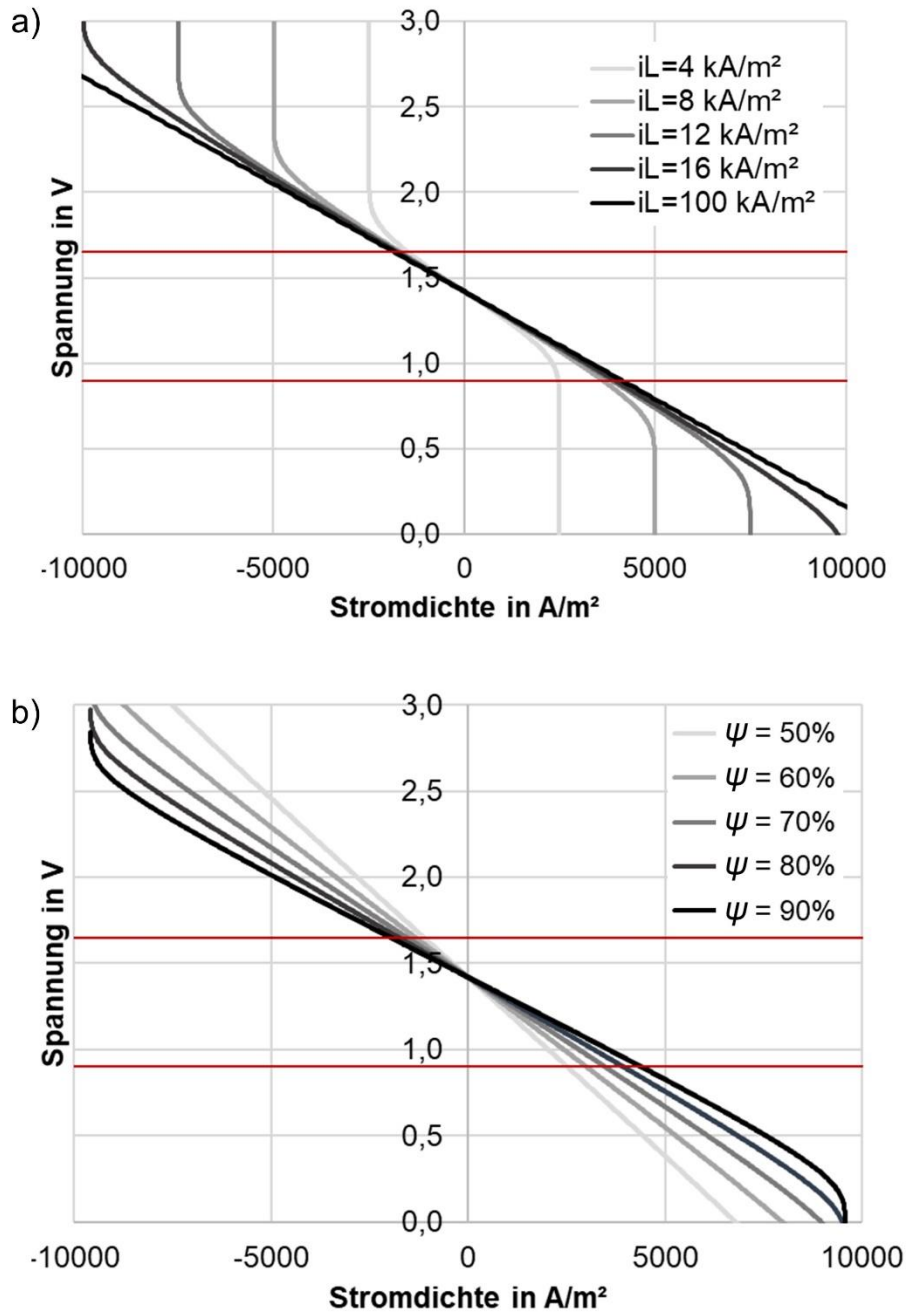 a)
3,0
2,5
2,0
1,5
1,0
0,5
0,0
Spannung in V
iL=4 kA/m²
iL=8 kA/m²
iL=12 kA/m²
iL=16 kA/m²
iL=100 kA/m²
-10000 -5000 0 5000 10000
Stromdichte in A/m²
b)
3,0
2,5
2,0
1,5
1,0
0,5
0,0
Spannung in V
ψ = 50%
ψ = 60%
ψ = 70%
ψ = 80%
ψ = 90%
-10000 -5000 0 5000 10000
Stromdichte in A/m²